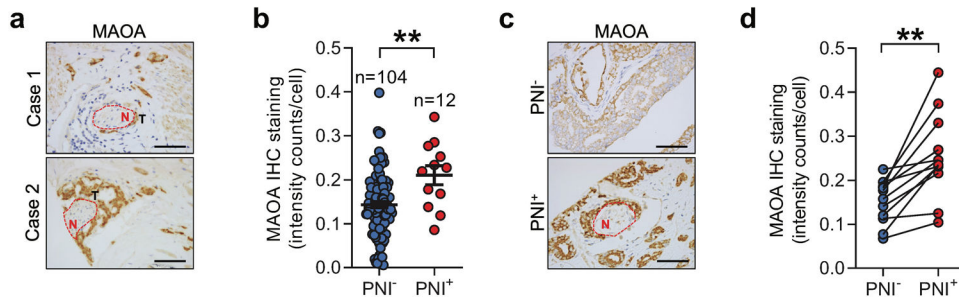 a
MAOA
Case 1
N
T
Case 2
T
N
b
MAOA IHC staining
(intensity counts/cell)
0.5
0.4
0.3
0.2
0.1
0.0
**
n=104
n=12
PNI-
PNI+
c
MAOA
PNI-
PNI+
N
d
MAOA IHC staining
(intensity counts/cell)
0.5
0.4
0.3
0.2
0.1
0.0
**
PNI-
PNI+